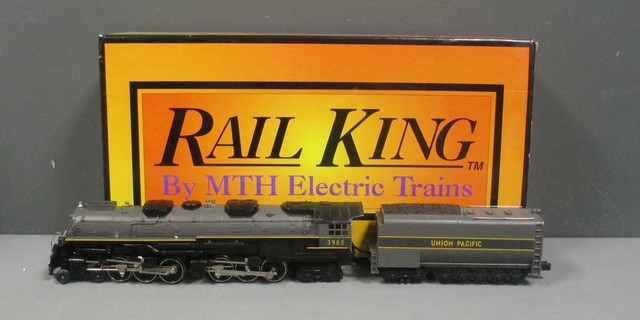 RAIL KING TM
By MTH Electric Trains
3982
UNION PACIFIC